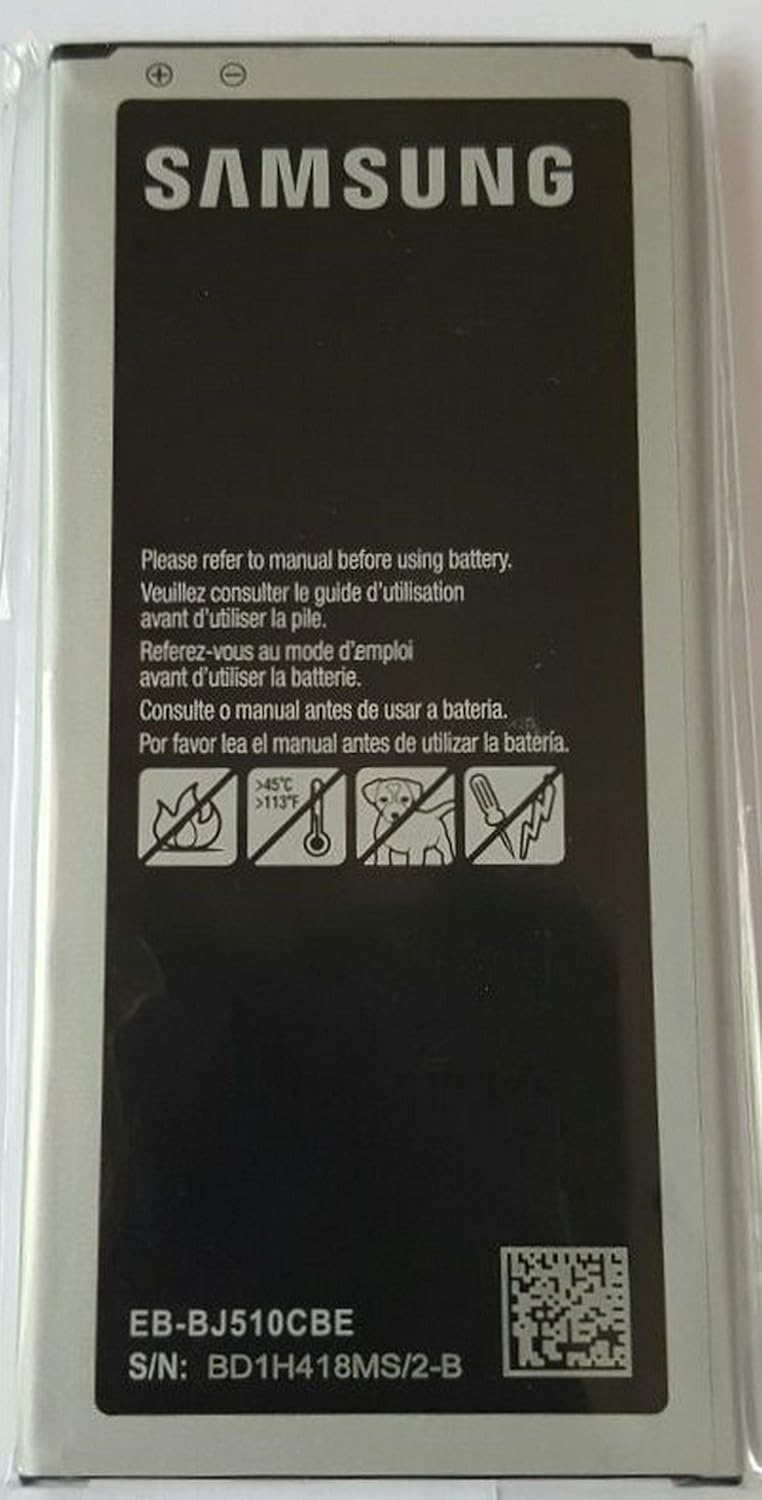 SAMSUNG
Please refer to manual before using battery.
Veuillez consulter le guide d'utilisation
avant d'utiliser la pile.
Referez-vous au mode d'emploi
avant d'utiliser la batterie.
Consulte o manual antes de usar a bateria.
Por favor lea el manual antes de utilizar la batería.
>45°C
>113°F
EB-BJ510CBE
S/N: BD1H418MS/2-B